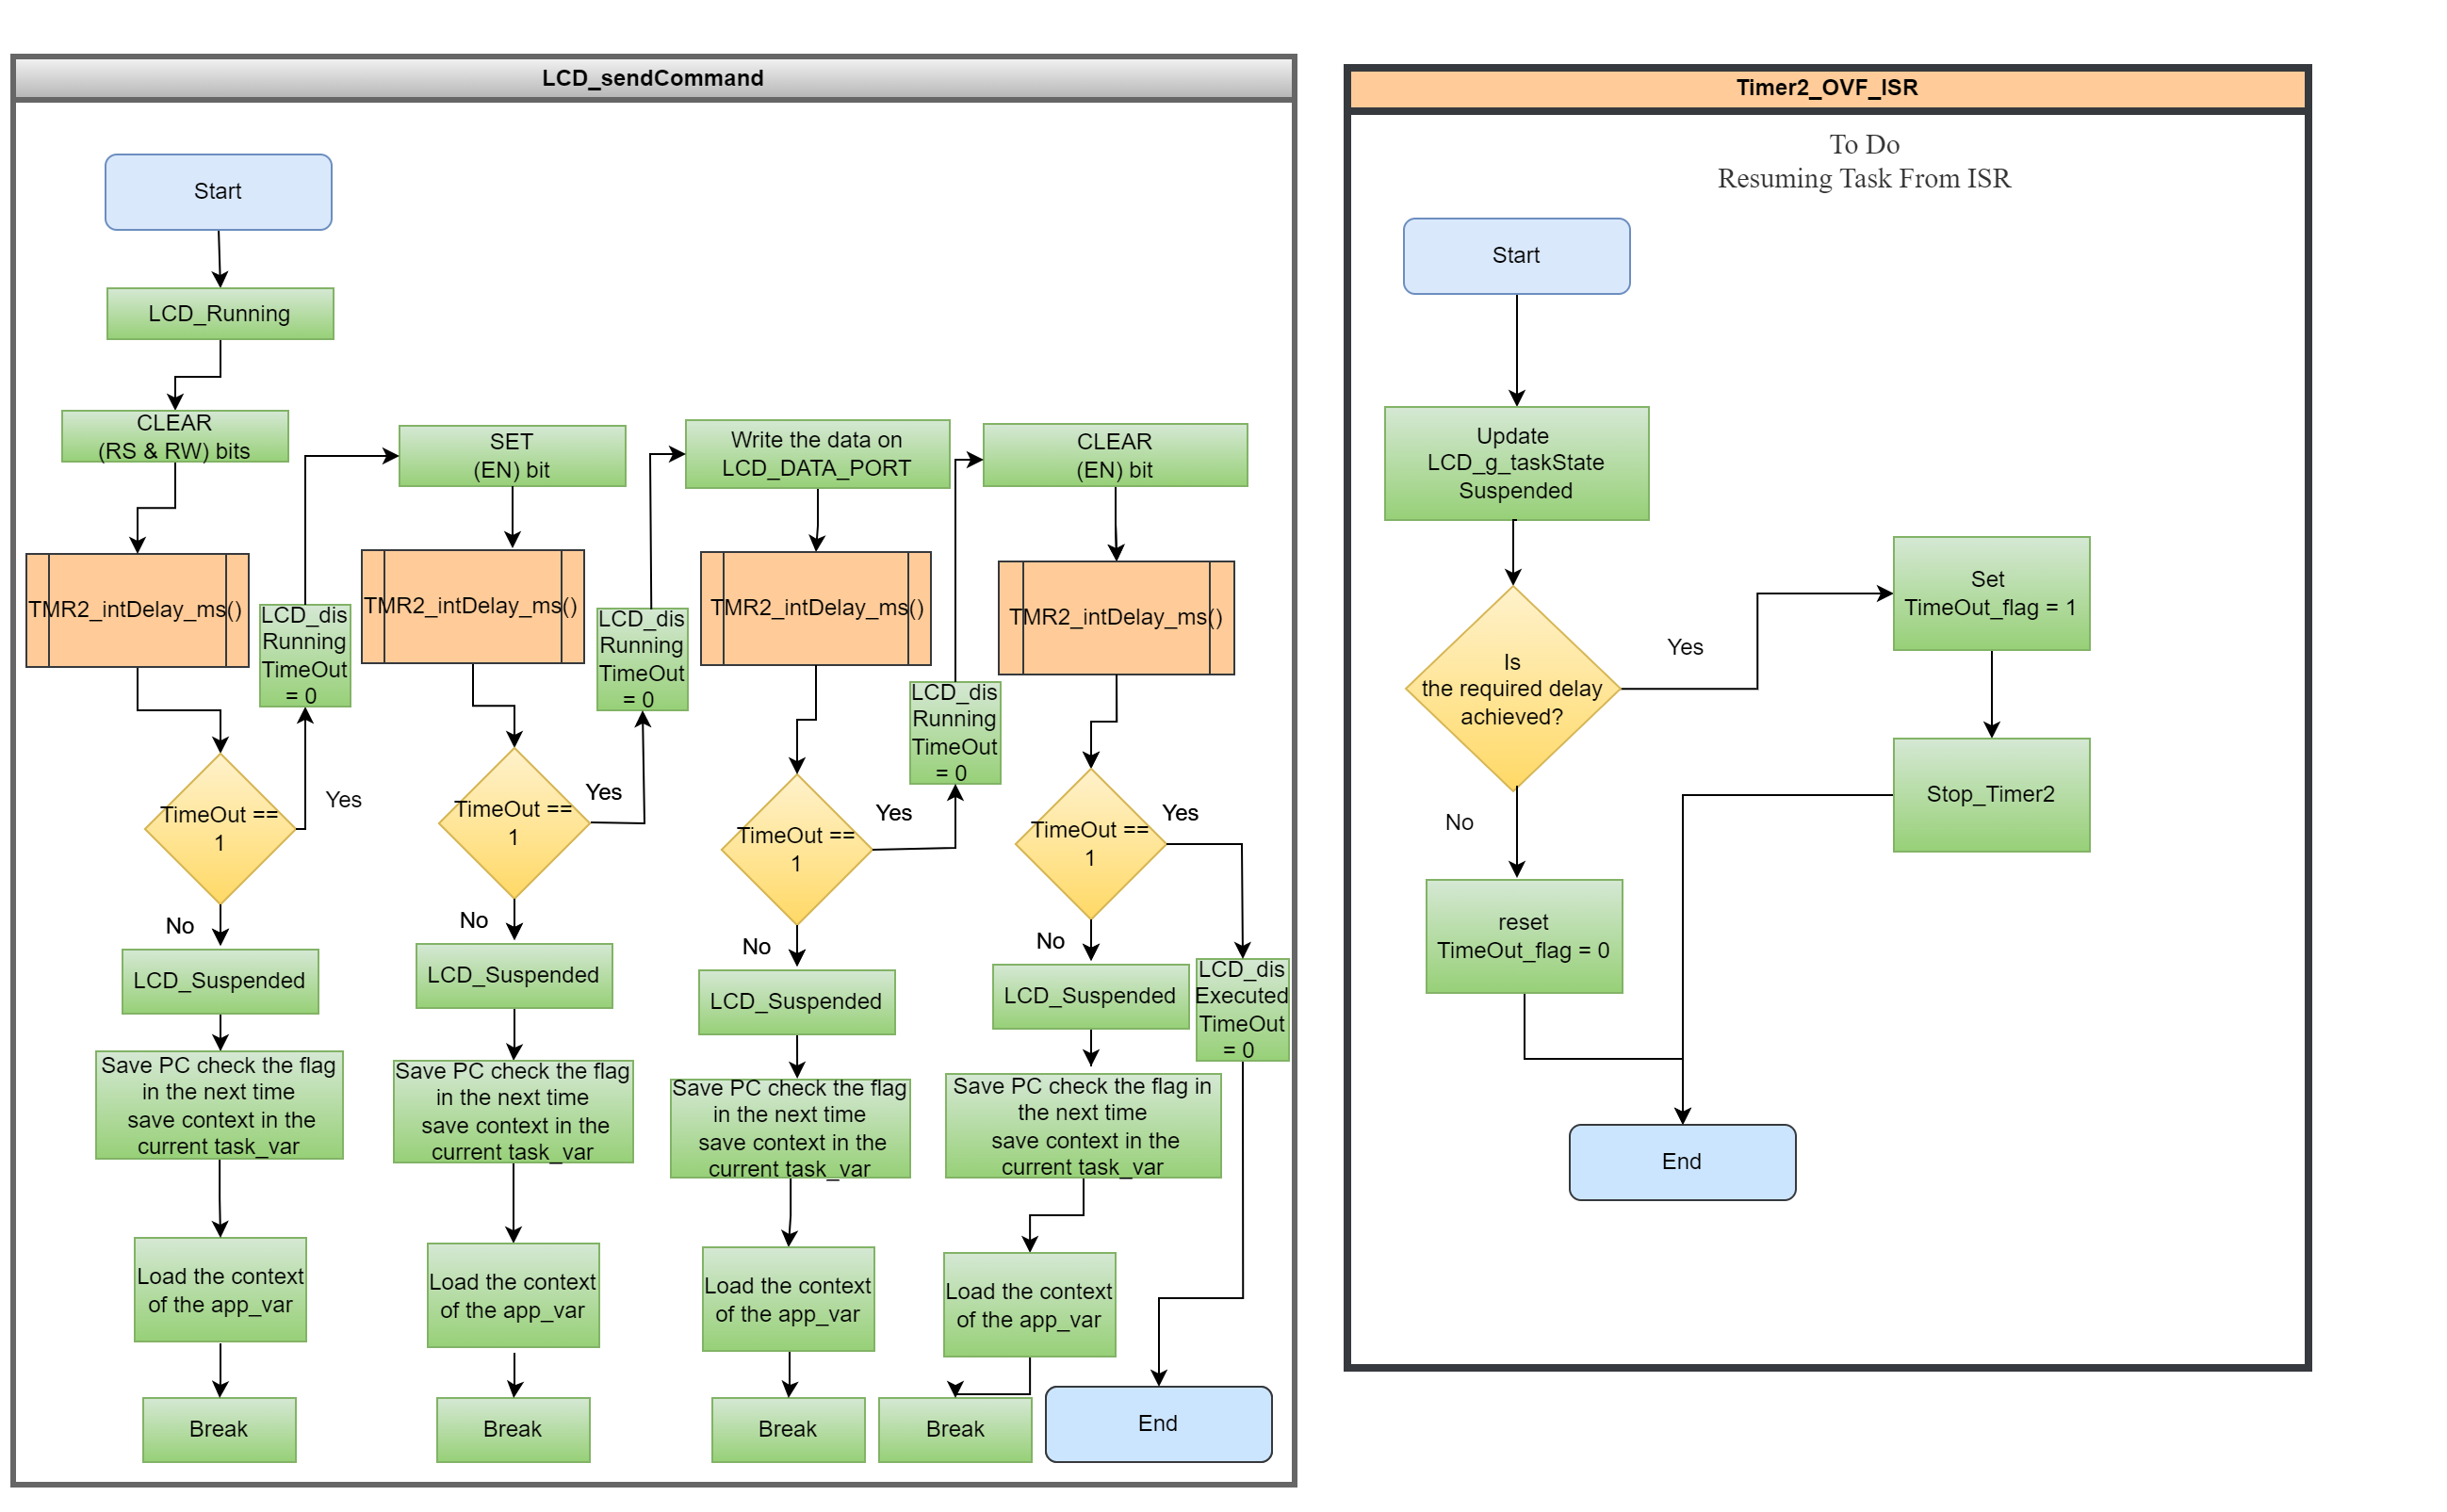 LCD_sendCommand
Start
LCD_Running
CLEAR
(RS & RW) bits
TMR2_intDelay_ms()
TimeOut ==
1
Yes
LCD_dis
Running
TimeOut
= 0
No
LCD_Suspended
Save PC check the flag
in the next time
save context in the
current task_var
Load the context
of the app_var
Break
SET
(EN) bit
TMR2_intDelay_ms()
TimeOut ==
1
Yes
LCD_dis
Running
TimeOut
= 0
No
LCD_Suspended
Save PC check the flag
in the next time
save context in the
current task_var
Load the context
of the app_var
Break
Write the data on
LCD_DATA_PORT
TMR2_intDelay_ms()
TimeOut ==
1
Yes
LCD_dis
Running
TimeOut
= 0
No
LCD_Suspended
Save PC check the flag
in the next time
save context in the
current task_var
Load the context
of the app_var
Break
CLEAR
(EN) bit
TMR2_intDelay_ms()
TimeOut ==
1
Yes
LCD_dis
Executed
TimeOut
= 0
No
LCD_Suspended
Save PC check the flag in
the next time
save context in the
current task_var
Load the context
of the app_var
Break
End
Timer2_OVF_ISR
To Do
Resuming Task From ISR
Start
Update
LCD_g_taskState
Suspended
Is
the required delay
achieved?
Yes
Set
TimeOut_flag = 1
Stop_Timer2
No
reset
TimeOut_flag = 0
End